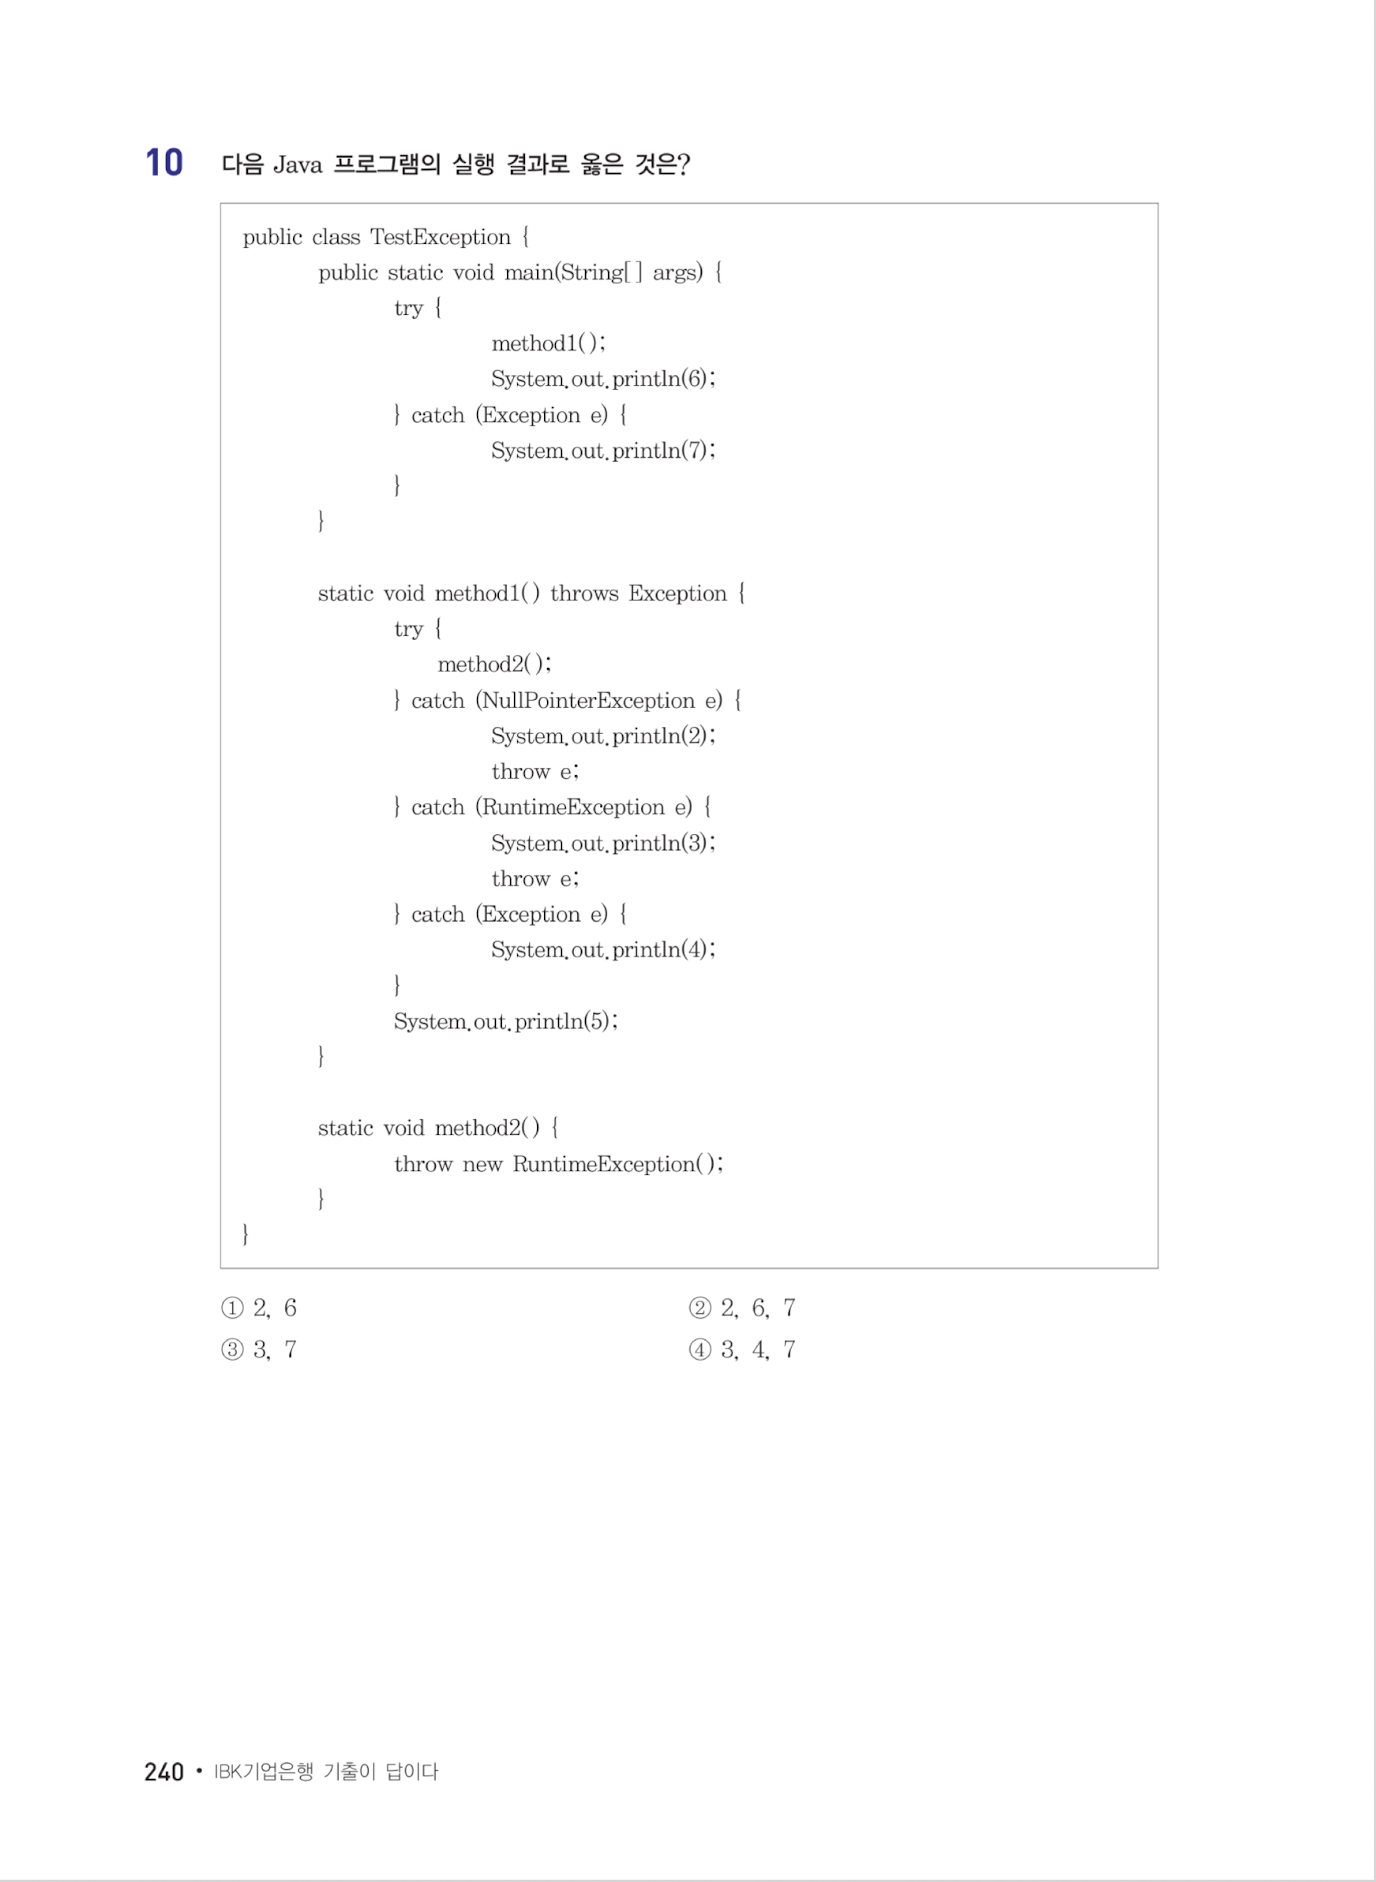 10 다음 Java 프로그램의 실행 결과로 옳은 것은?
public class TestException {
public static void main(String[ ] args) {
try {
method1( );
System.out.println(6);
} catch (Exception e) {
System.out.println(7);
}
}
static void method1( ) throws Exception {
try {
method2( );
} catch (NullPointerException e) {
System.out.println(2);
throw e;
} catch (RuntimeException e) {
System.out.println(3);
throw e;
} catch (Exception e) {
System.out.println(4);
}
System.out.println(5);
}
static void method2( ) {
throw new RuntimeException( );
}
}
① 2, 6 ② 2, 6, 7
③ 3, 7 ④ 3, 4, 7
240 • IBK기업은행 기출이 답이다